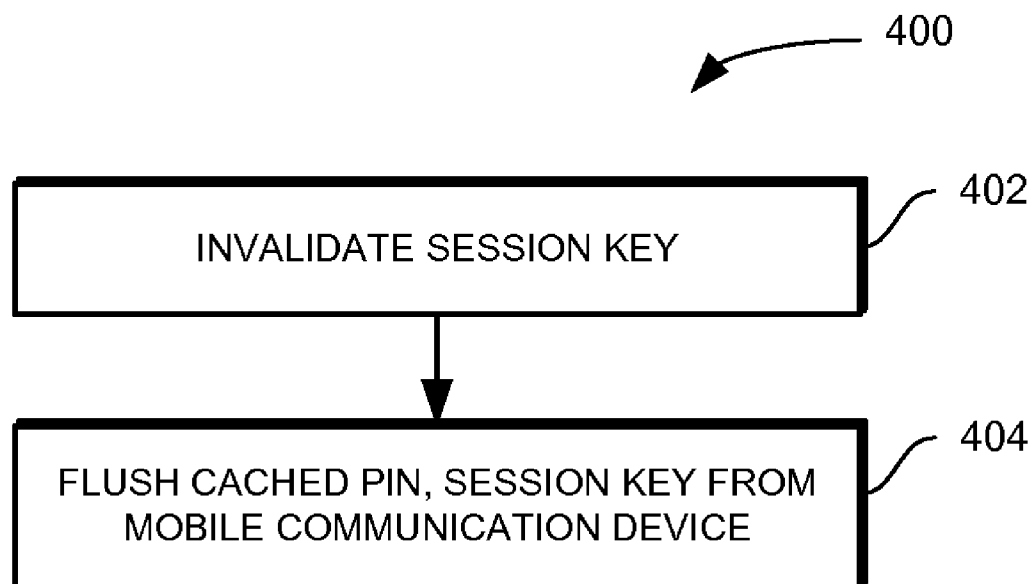 400
INVALIDATE SESSION KEY
402
FLUSH CACHED PIN, SESSION KEY FROM
MOBILE COMMUNICATION DEVICE
404